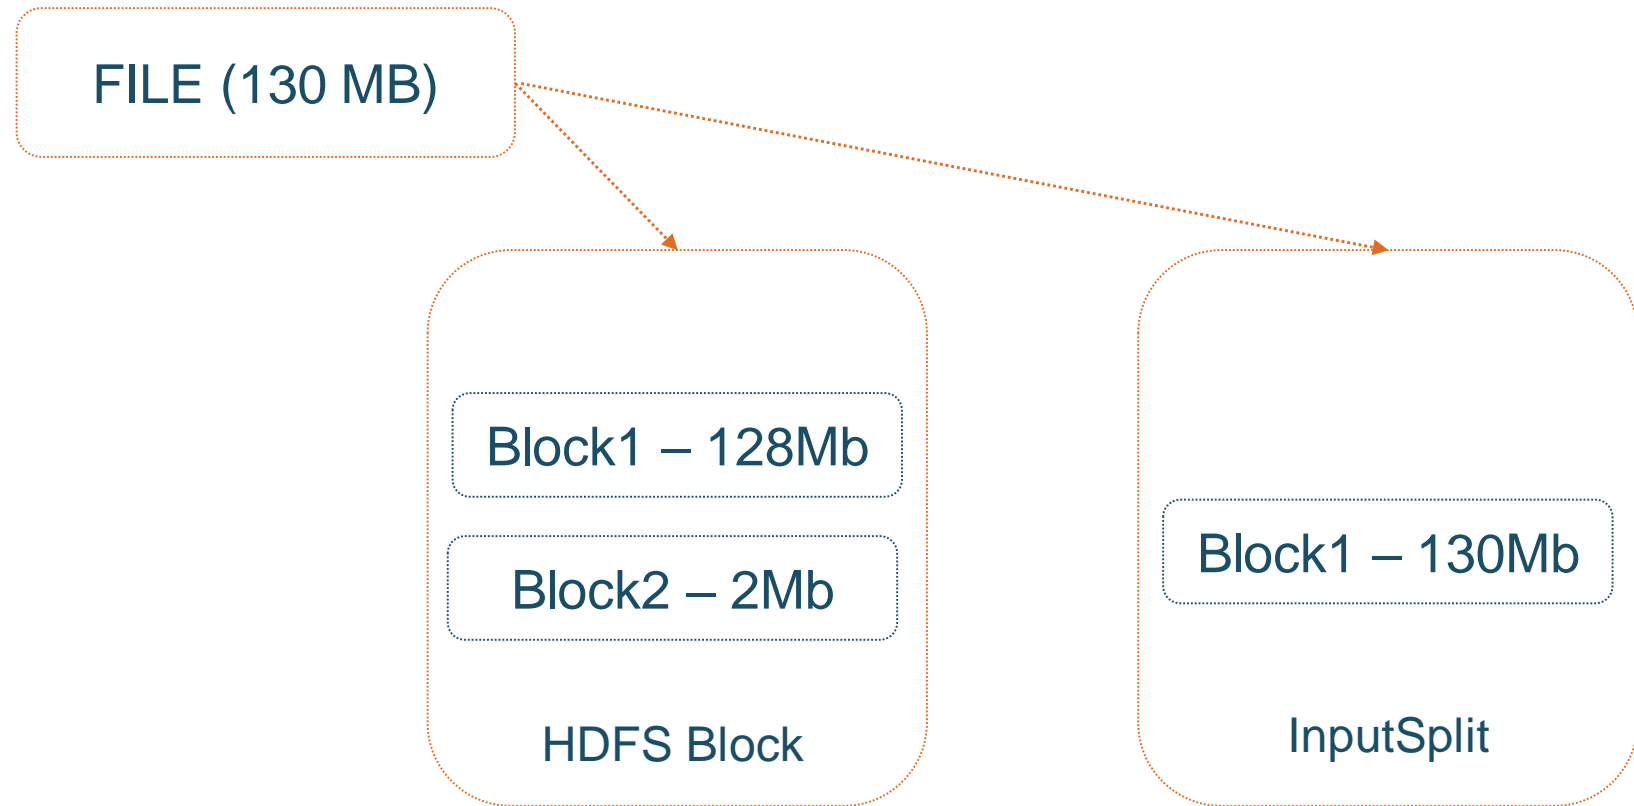 FILE (130 MB)
Block1 – 128Mb
Block2 – 2Mb
HDFS Block
Block1 – 130Mb
InputSplit